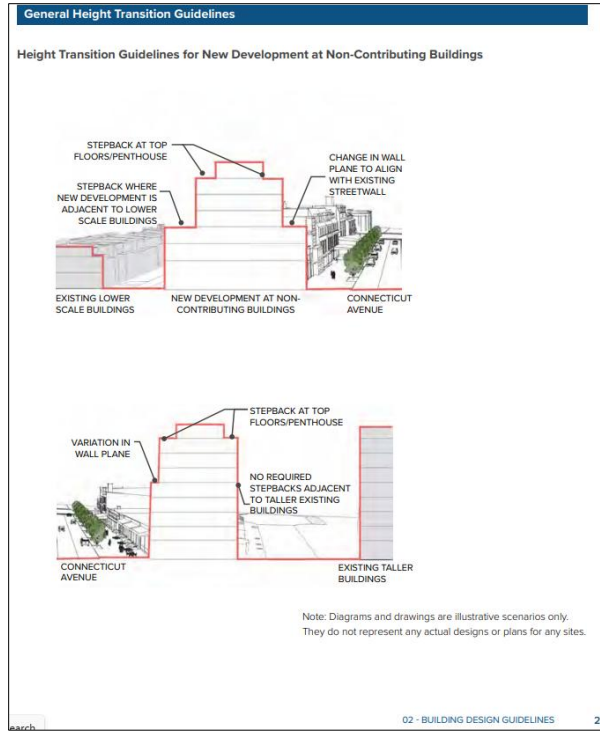 General Height Transition Guidelines
Height Transition Guidelines for New Development at Non-Contributing Buildings
STEPBACK AT TOP
FLOORS/PENTHOUSE
CHANGE IN WALL
PLANE TO ALIGN
WITH EXISTING
STREETWALL
STEPBACK WHERE
NEW DEVELOPMENT IS
ADJACENT TO LOWER
SCALE BUILDINGS
EXISTING LOWER
SCALE BUILDINGS
NEW DEVELOPMENT AT NON-
CONTRIBUTING BUILDINGS
CONNECTICUT
AVENUE
STEPBACK AT TOP
FLOORS/PENTHOUSE
VARIATION IN
WALL PLANE
NO REQUIRED
STEPBACKS ADJACENT
TO TALLER EXISTING
BUILDINGS
CONNECTICUT
AVENUE
EXISTING TALLER
BUILDINGS
Note: Diagrams and drawings are illustrative scenarios only.
They do not represent any actual designs or plans for any sites.
02 - BUILDING DESIGN GUIDELINES 2
earch